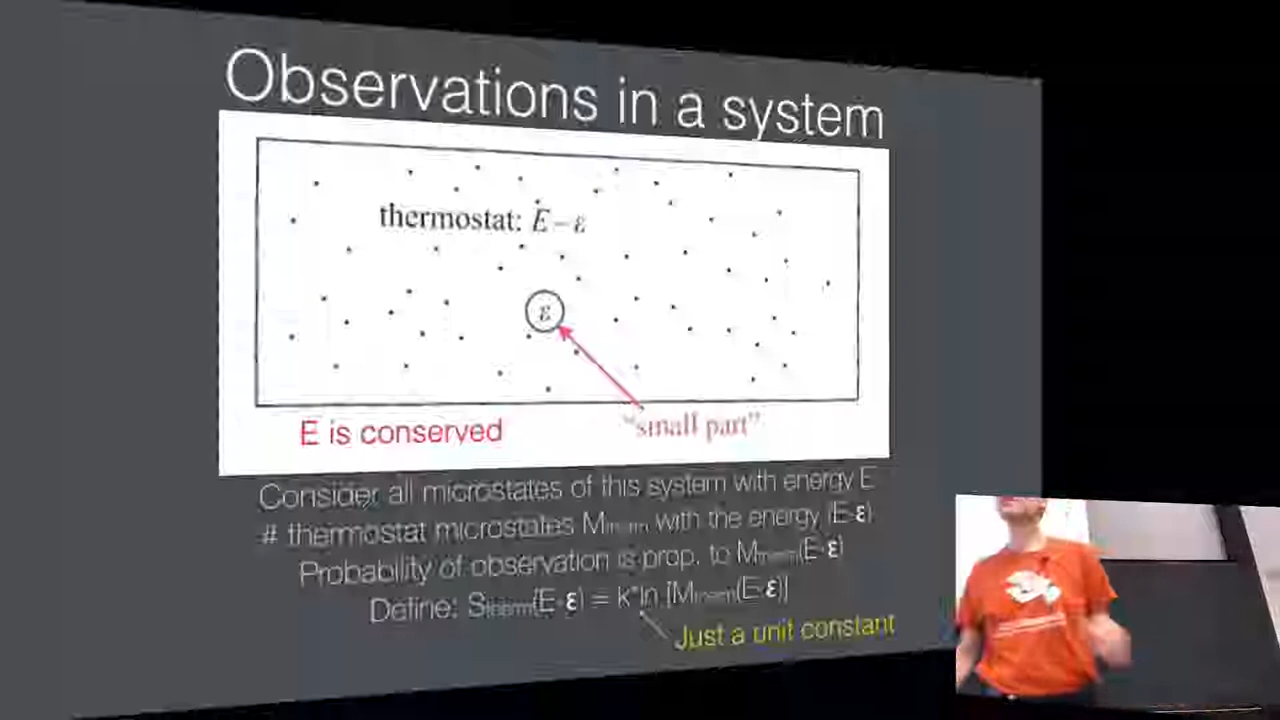 Observations in a system
thermostat: E – ε
ε
E is conserved
"small part"
Consider all microstates of this system with energy E
# thermostat microstates Mtherm with the energy (E-ε)
Probability of observation is prop. to Mtherm(E-ε)
Define: Stherm(E-ε) = k*ln [Mtherm(E-ε)]
Just a unit constant